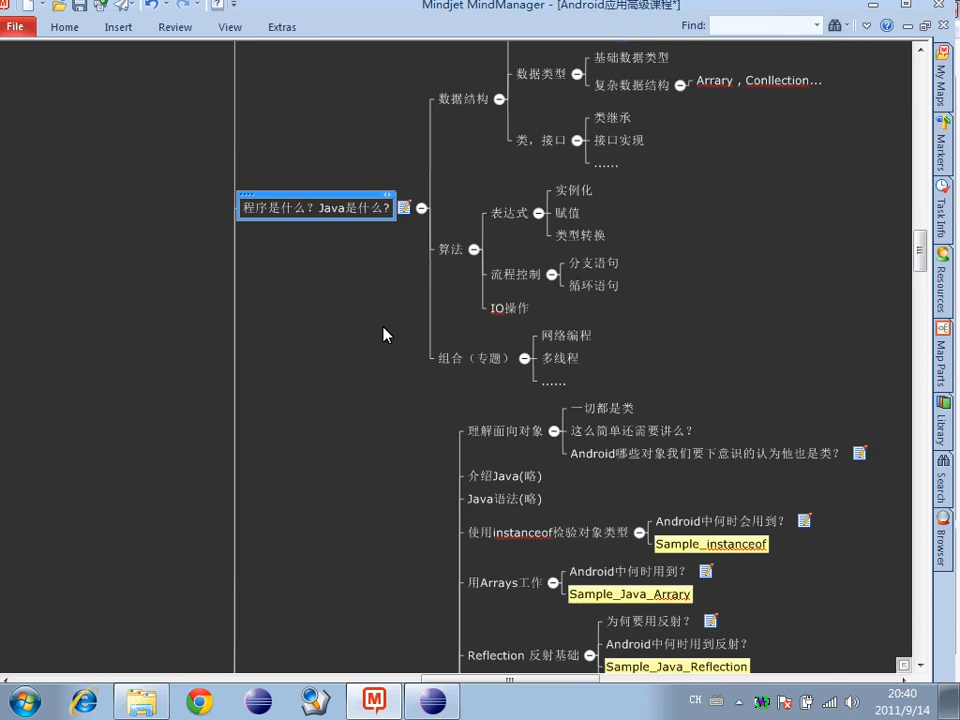 Mindjet MindManager - [Android应用高级课程*]
File Home Insert Review View Extras Find:
基础数据类型
数据类型
复杂数据结构
Arrary , Conllection...
数据结构
类继承
类，接口
接口实现
......
实例化
程序是什么？Java是什么？
表达式
赋值
类型转换
算法
分支语句
流程控制
循环语句
IO操作
网络编程
组合（专题）
多线程
......
一切都是类
理解面向对象
这么简单还需要讲么？
Android哪些对象我们要下意识的认为他也是类？
介绍Java(略)
Java语法(略)
Android中何时会用到？
使用instanceof检验对象类型
Sample_instanceof
Android中何时用到？
用Arrays工作
Sample_Java_Arrary
为何要用反射？
Android中何时用到反射？
Reflection 反射基础
Sample_Java_Reflection
My Maps
Markers
Task Info
Resources
Map Parts
Library
Search
Browser
CH
20:40
2011/9/14